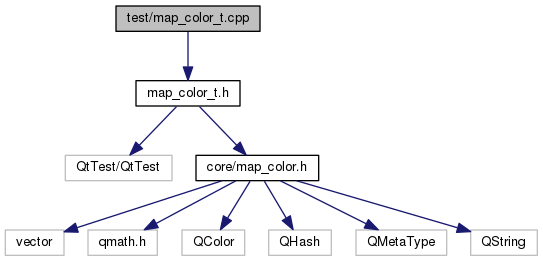 test/map_color_t.cpp
map_color_t.h
QtTest/QtTest
core/map_color.h
vector
qmath.h
QColor
QHash
QMetaType
QString